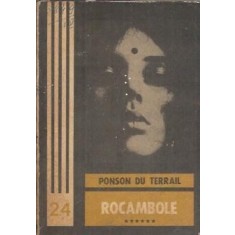 PONSON DU TERRAIL
24
ROCAMBOLE
******